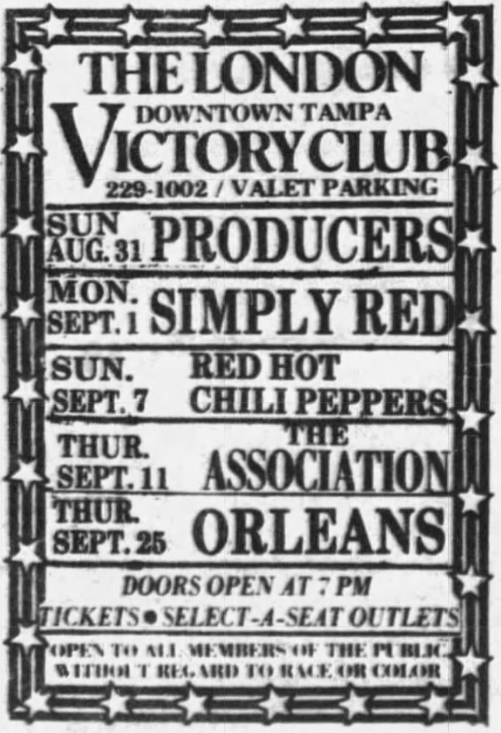 THE LONDON
DOWNTOWN TAMPA
VICTORY CLUB
229-1002 / VALET PARKING
SUN
AUG. 31 PRODUCERS
MON.
SEPT. 1 SIMPLY RED
SUN. RED HOT
SEPT. 7 CHILI PEPPERS
THUR. THE
SEPT. 11 ASSOCIATION
THUR.
SEPT. 25 ORLEANS
DOORS OPEN AT 7 PM
TICKETS • SELECT-A-SEAT OUTLETS
OPEN TO ALL MEMBERS OF THE PUBLIC
WITHOUT REGARD TO RACE OR COLOR